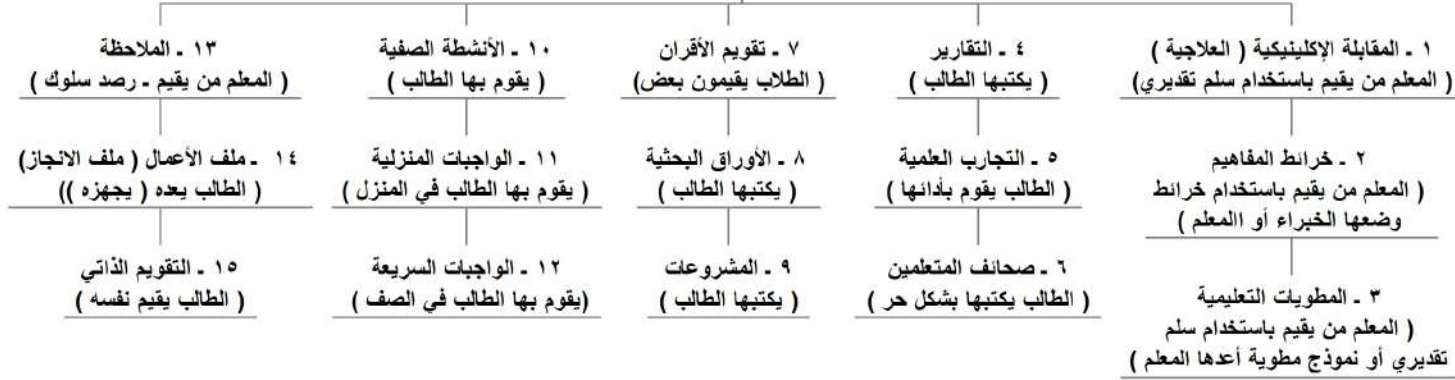 ١ ـ المقابلة الإكلينيكية ( العلاجية )
( المعلم من يقيم باستخدام سلم تقديري)
٢ ـ خرائط المفاهيم
( المعلم من يقيم باستخدام خرائط
وضعها الخبراء أو االمعلم )
٣ ـ المطويات التعليمية
( المعلم من يقيم باستخدام سلم
تقديري أو نموذج مطوية أعدها المعلم )
٤ ـ التقارير
( يكتبها الطالب )
٥ ـ التجارب العلمية
( الطالب يقوم بأدائها )
٦ ـ صحائف المتعلمين
( الطالب يكتبها بشكل حر )
٧ ـ تقويم الأقران
( الطلاب يقيمون بعض)
٨ ـ الأوراق البحثية
( يكتبها الطالب )
٩ ـ المشروعات
( يكتبها الطالب )
١٠ ـ الأنشطة الصفية
( يقوم بها الطالب )
١١ ـ الواجبات المنزلية
( يقوم بها الطالب في المنزل )
١٢ ـ الواجبات السريعة
(يقوم بها الطالب في الصف )
١٣ ـ الملاحظة
( المعلم من يقيم ـ رصد سلوك )
١٤ ـ ملف الأعمال ( ملف الانجاز)
( الطالب يعده ( يجهزه ))
١٥ ـ التقويم الذاتي
( الطالب يقيم نفسه )